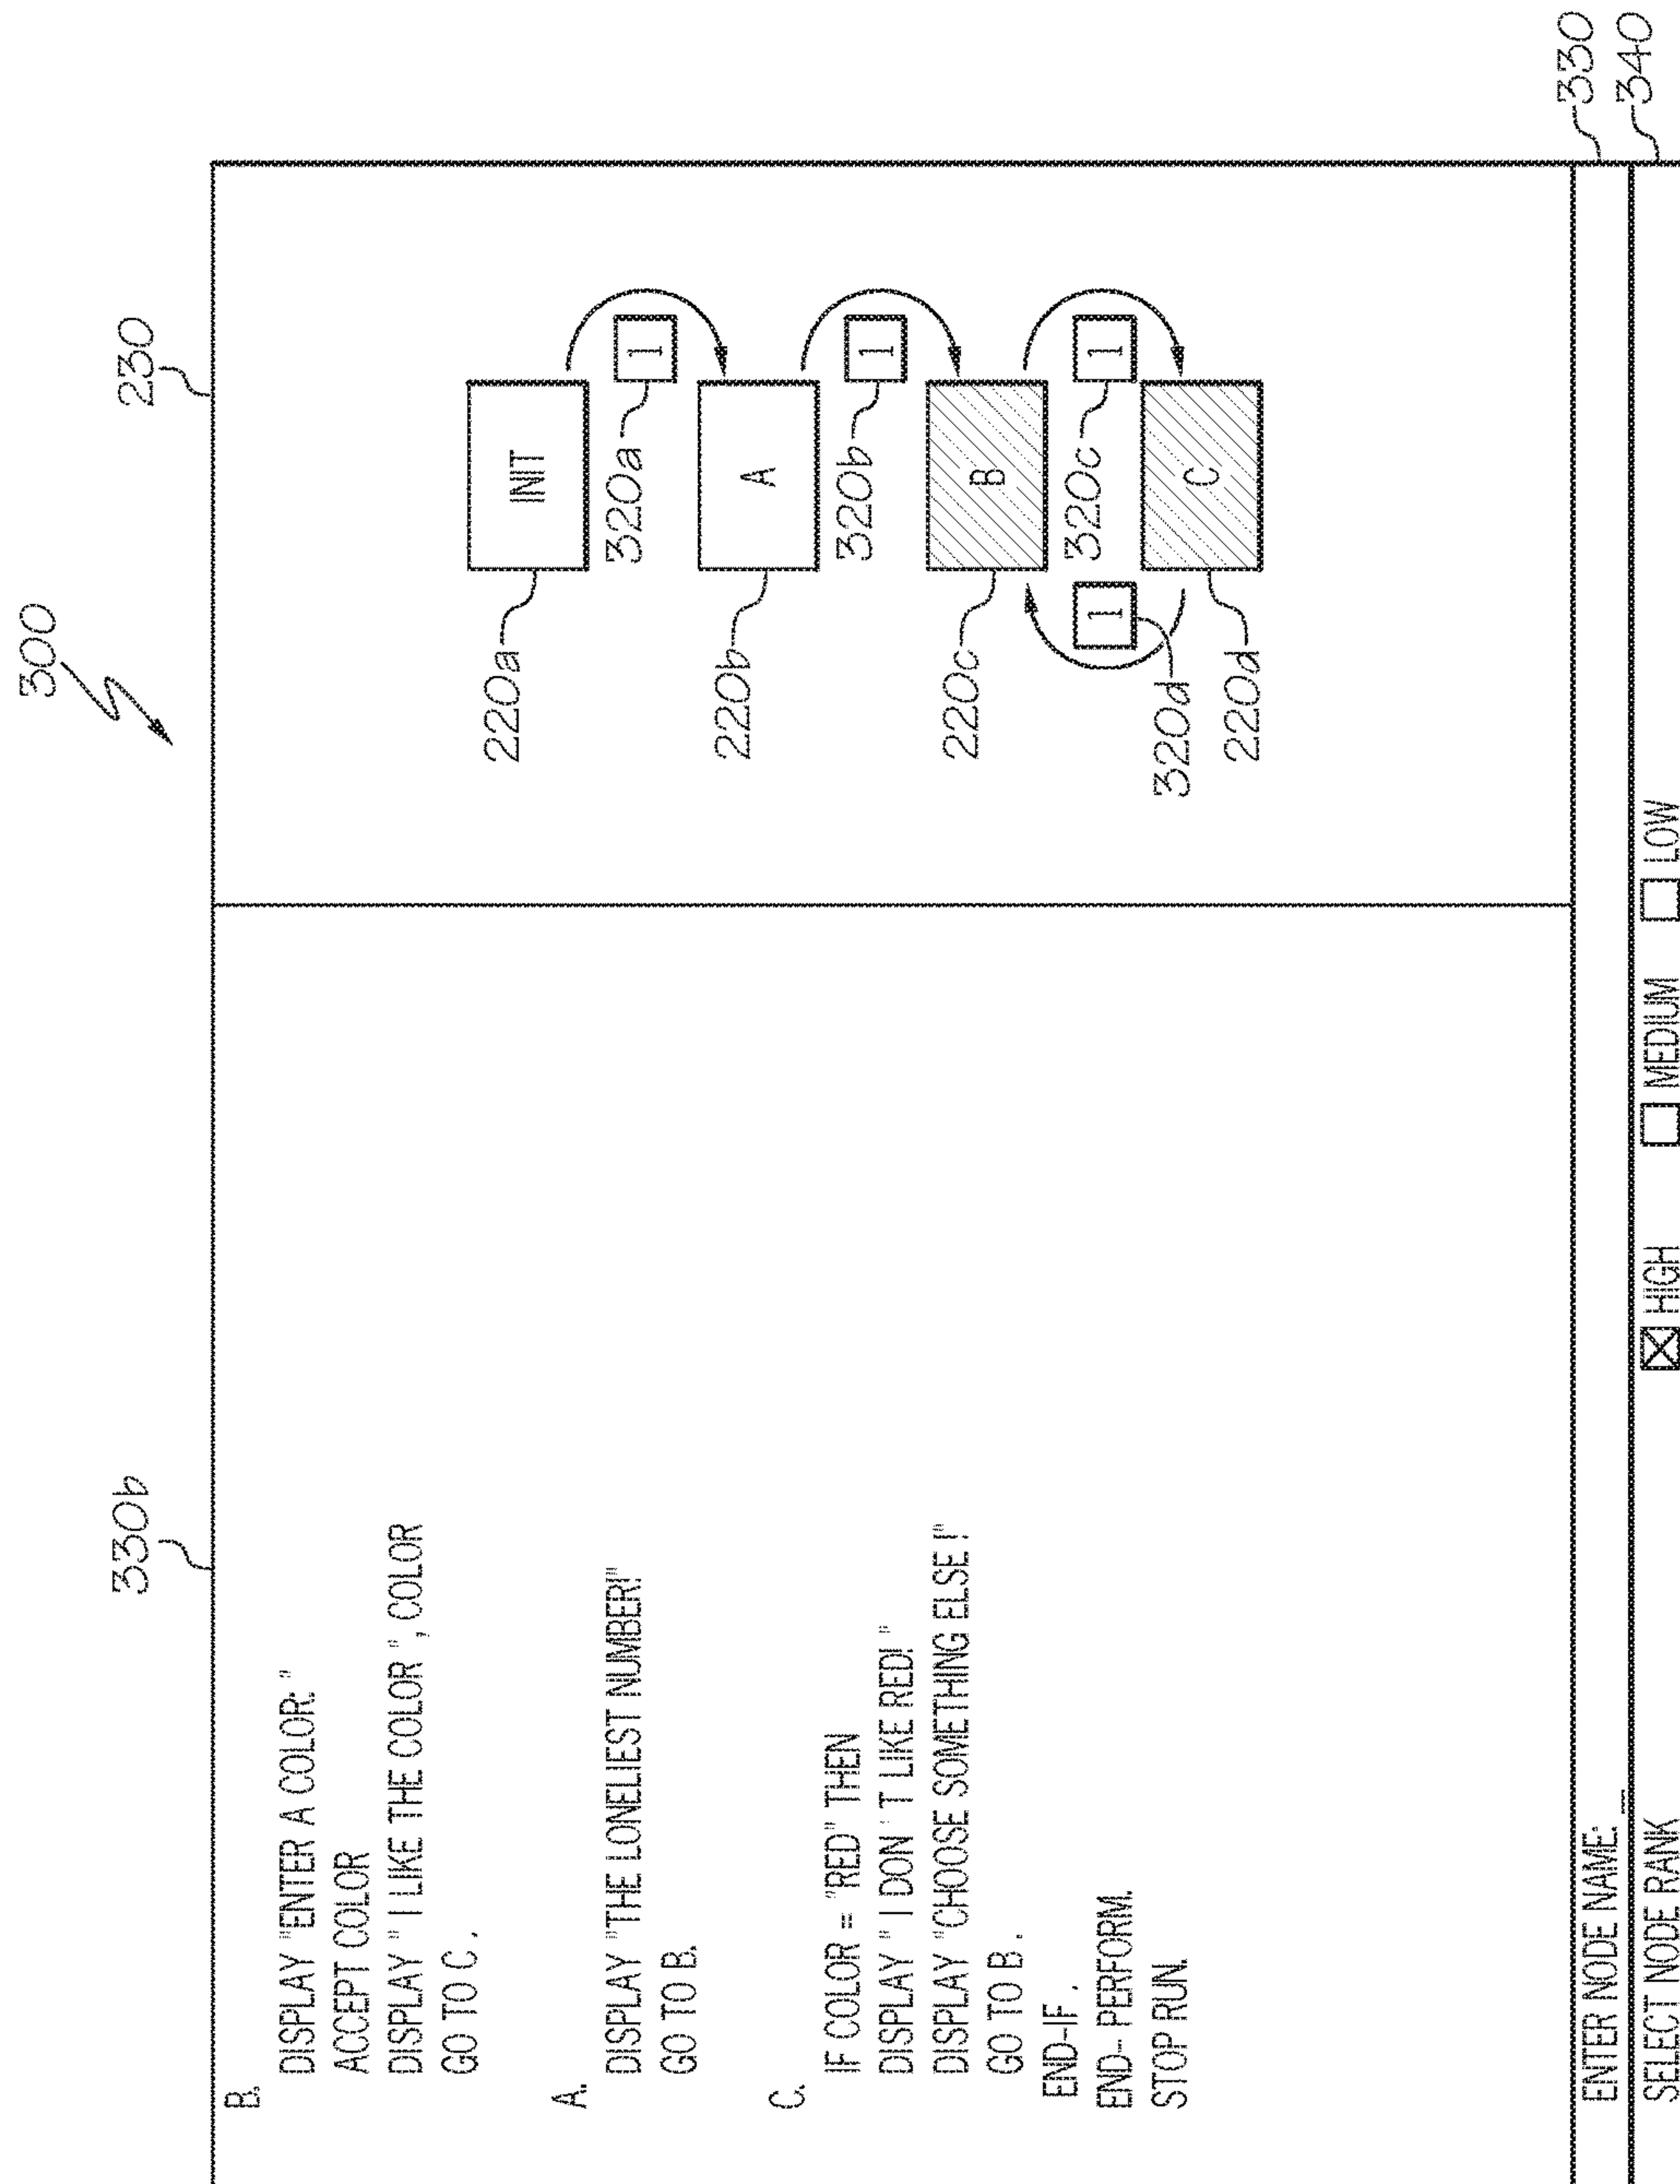 300
330b
230
B.
DISPLAY "ENTER A COLOR: "
ACCEPT COLOR
DISPLAY " I LIKE THE COLOR ", COLOR
GO TO C .
A.
DISPLAY "THE LONELIEST NUMBER!"
GO TO B.
C.
IF COLOR = "RED" THEN
DISPLAY " I DON ' T LIKE RED! "
DISPLAY "CHOOSE SOMETHING ELSE !"
GO TO B .
END-IF .
END- PERFORM.
STOP RUN.
220a
INIT
320a
1
220b
A
320b
1
220c
B
320c
1
1
320d
220d
C
ENTER NODE NAME: _
330
SELECT NODE RANK
HIGH
MEDIUM
LOW
340